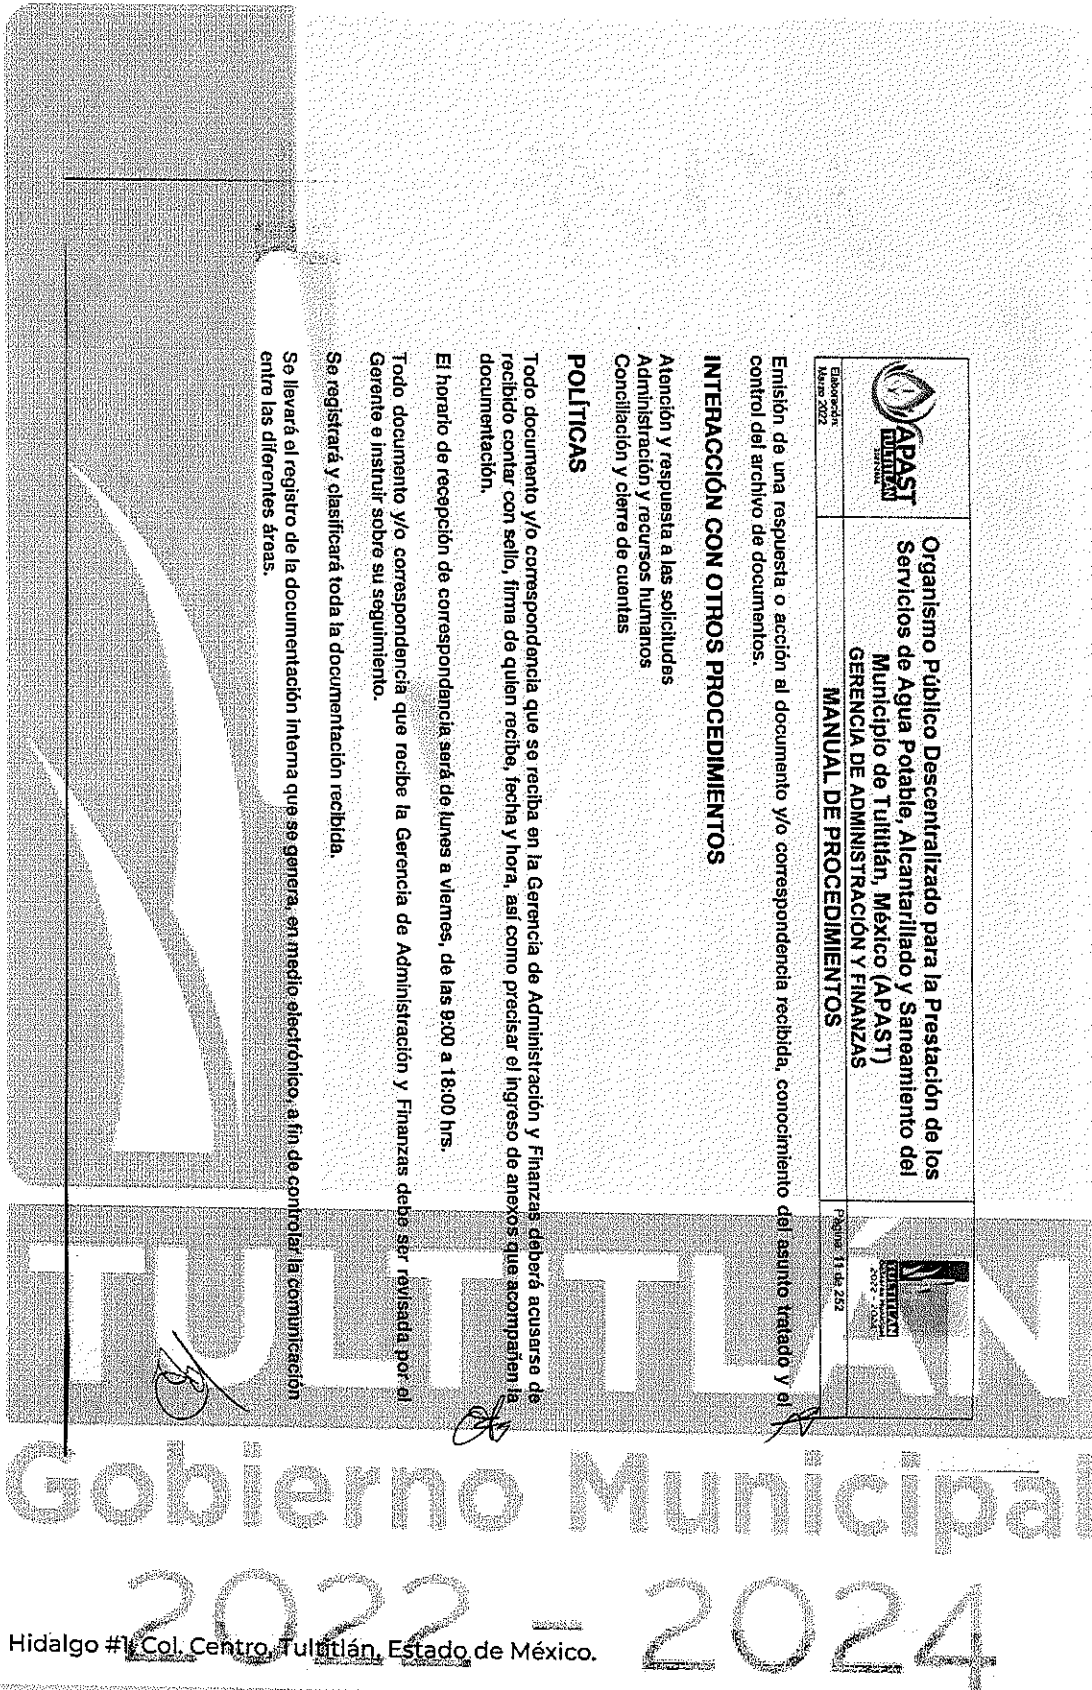 APAST
TULTITLÁN
2022-2024
Organismo Público Descentralizado para la Prestación de los
Servicios de Agua Potable, Alcantarillado y Saneamiento del
Municipio de Tultitlán, México (APAST)
GERENCIA DE ADMINISTRACIÓN Y FINANZAS
MANUAL DE PROCEDIMIENTOS
TULTITLÁN
2022 - 2024
Elaboración:
Marzo 2022
Página: 11 de 252
Emisión de una respuesta o acción al documento y/o correspondencia recibida, conocimiento del asunto tratado y el
control del archivo de documentos.
INTERACCIÓN CON OTROS PROCEDIMIENTOS
Atención y respuesta a las solicitudes
Administración y recursos humanos
Conciliación y cierre de cuentas
POLÍTICAS
Todo documento y/o correspondencia que se reciba en la Gerencia de Administración y Finanzas deberá acusarse de
recibido contar con sello, firma de quien recibe, fecha y hora, así como precisar el ingreso de anexos que acompañen la
documentación.
El horario de recepción de correspondancia será de lunes a viernes, de las 9:00 a 18:00 hrs.
Todo documento y/o correspondencia que recibe la Gerencia de Administración y Finanzas debe ser revisada por el
Gerente e instruir sobre su seguimiento.
Se registrará y clasificará toda la documentación recibida.
Se llevará el registro de la documentación interna que se genera, en medio electrónico, a fin de controlar la comunicación
entre las diferentes áreas.
TULTITLÁN
Gobierno Municipal
2022 - 2024
Hidalgo #1, Col. Centro, Tultitlán, Estado de México.